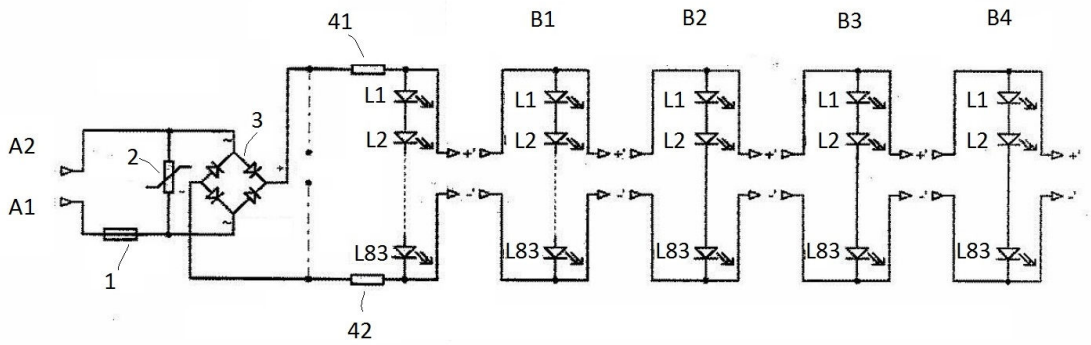 41 B1 B2 B3 B4
L1 L1 L1 L1 L1
3
A2 2 ~ L2 L2 L2 L2 L2
+ +' +' +' +' +'
A1 - -' -' -' -' -'
~
1 L83 L83 L83 L83 L83
42